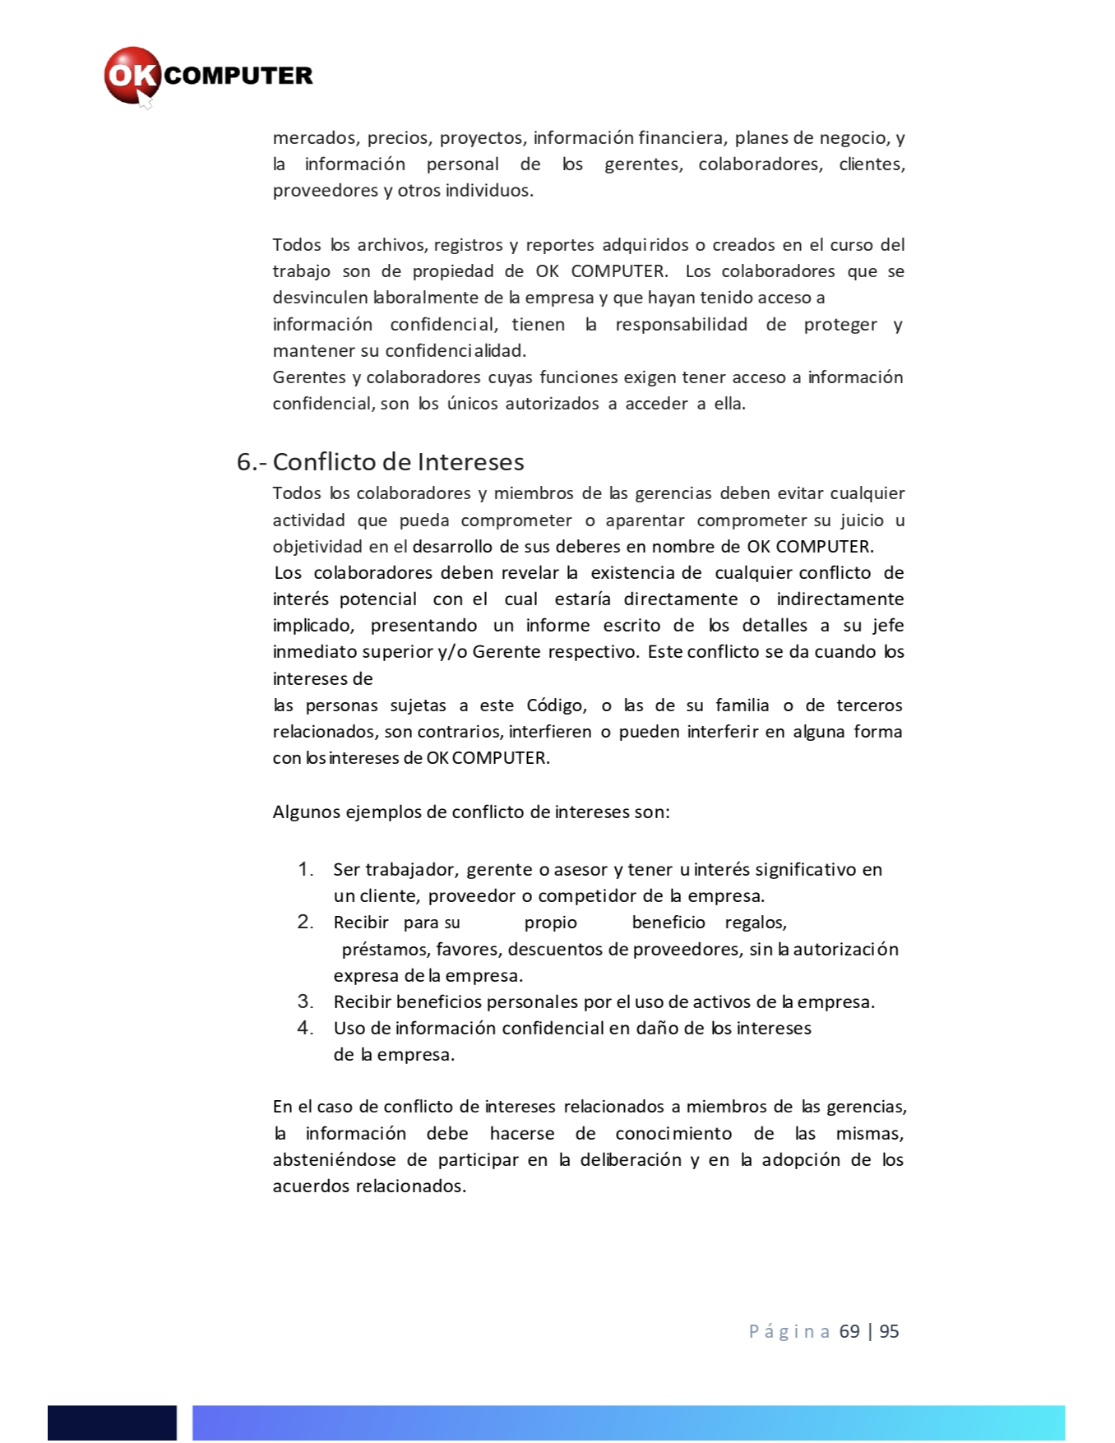 OK COMPUTER
mercados, precios, proyectos, información financiera, planes de negocio, y
la información personal de los gerentes, colaboradores, clientes,
proveedores y otros individuos.
Todos los archivos, registros y reportes adquiridos o creados en el curso del
trabajo son de propiedad de OK COMPUTER. Los colaboradores que se
desvinculen laboralmente de la empresa y que hayan tenido acceso a
información confidencial, tienen la responsabilidad de proteger y
mantener su confidencialidad.
Gerentes y colaboradores cuyas funciones exigen tener acceso a información
confidencial, son los únicos autorizados a acceder a ella.
6.- Conflicto de Intereses
Todos los colaboradores y miembros de las gerencias deben evitar cualquier
actividad que pueda comprometer o aparentar comprometer su juicio u
objetividad en el desarrollo de sus deberes en nombre de OK COMPUTER.
Los colaboradores deben revelar la existencia de cualquier conflicto de
interés potencial con el cual estaría directamente o indirectamente
implicado, presentando un informe escrito de los detalles a su jefe
inmediato superior y/o Gerente respectivo. Este conflicto se da cuando los
intereses de
las personas sujetas a este Código, o las de su familia o de terceros
relacionados, son contrarios, interfieren o pueden interferir en alguna forma
con los intereses de OK COMPUTER.
Algunos ejemplos de conflicto de intereses son:
1. Ser trabajador, gerente o asesor y tener u interés significativo en
un cliente, proveedor o competidor de la empresa.
2. Recibir para su propio beneficio regalos,
préstamos, favores, descuentos de proveedores, sin la autorización
expresa de la empresa.
3. Recibir beneficios personales por el uso de activos de la empresa.
4. Uso de información confidencial en daño de los intereses
de la empresa.
En el caso de conflicto de intereses relacionados a miembros de las gerencias,
la información debe hacerse de conocimiento de las mismas,
absteniéndose de participar en la deliberación y en la adopción de los
acuerdos relacionados.
Página 69 | 95